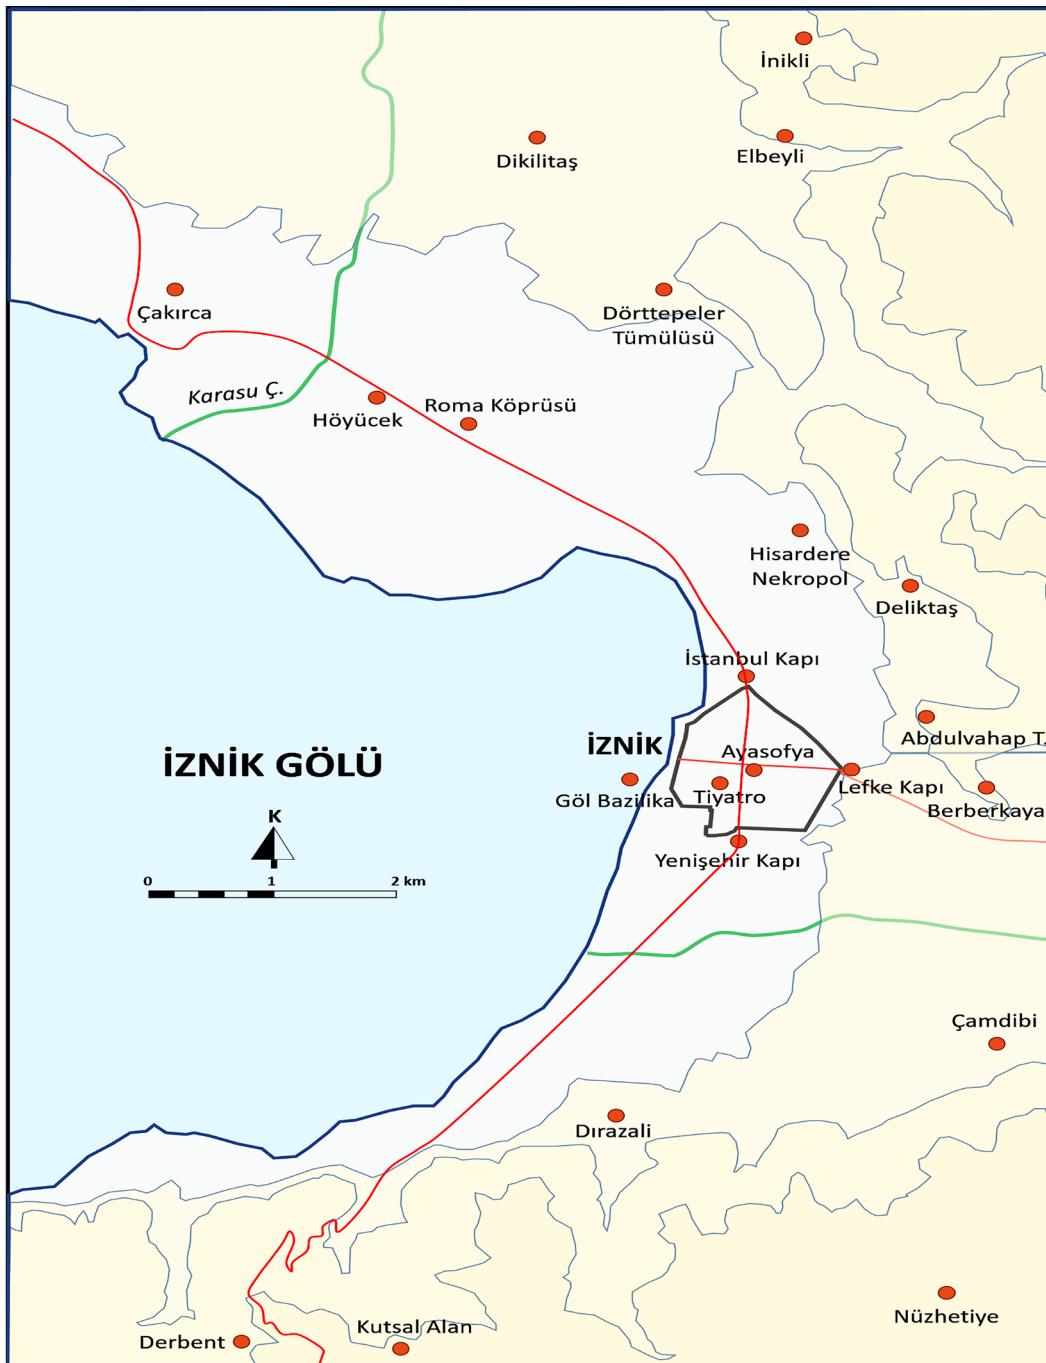 İnikli
Dikilitaş
Elbeyli
Çakırca
Dörttepeler
Tümülüsü
Karasu Ç.
Höyücek
Roma Köprüsü
Hisardere
Nekropol
Deliktaş
İstanbul Kapı
İZNİK
Ayasofya
Abdulvahap T.
İZNİK GÖLÜ
Göl Bazilika
Tiyatro
Lefke Kapı
Berberkaya
K
Yenişehir Kapı
0 1 2 km
Çamdibi
Dırazali
Nüzhetiye
Kutsal Alan
Derbent